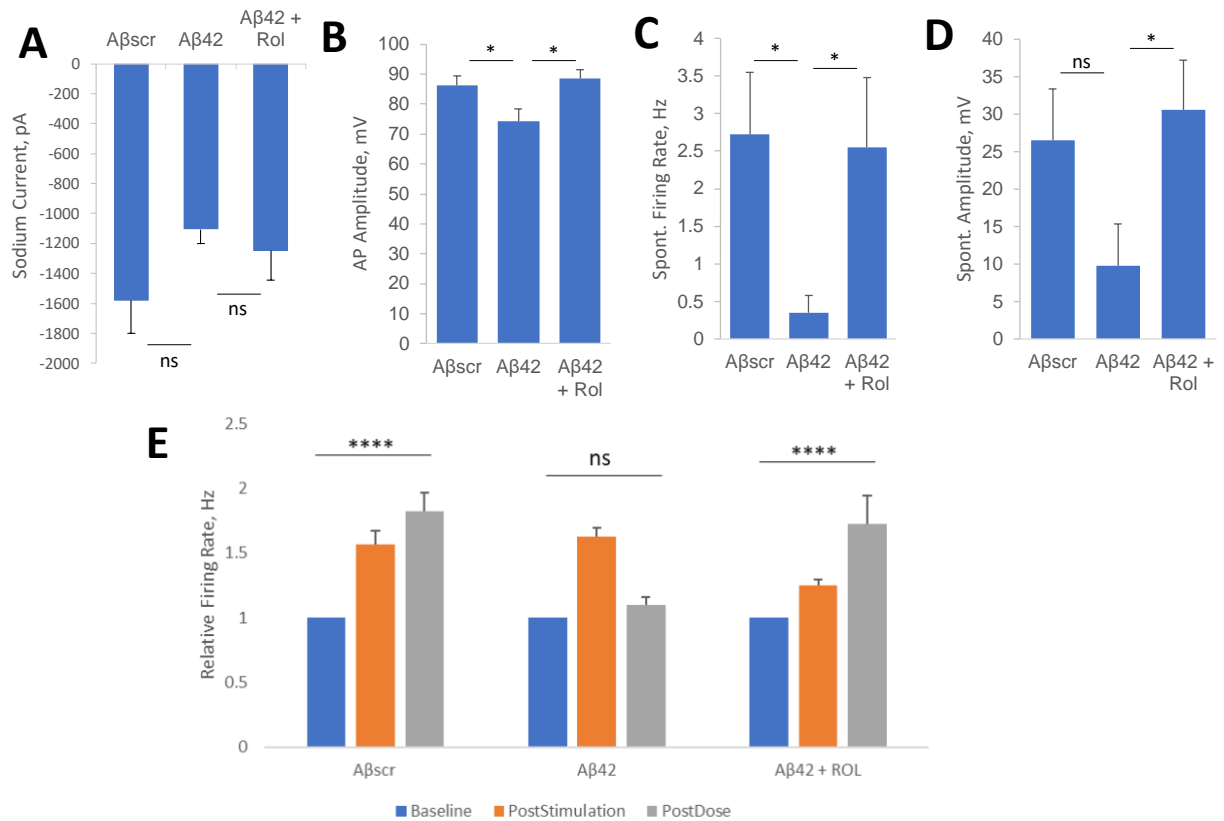 A
Aβscr
Aβ42
Aβ42 +
Rol
0
-200
-400
-600
-800
-1000
-1200
-1400
-1600
-1800
-2000
Sodium Current, pA
ns
ns
B
100
90
80
70
60
50
40
30
20
10
0
AP Amplitude, mV
*
*
Aβscr
Aβ42
Aβ42
+ Rol
C
4
3.5
3
2.5
2
1.5
1
0.5
0
Spont. Firing Rate, Hz
*
*
Aβscr
Aβ42
Aβ42
+ Rol
D
40
35
30
25
20
15
10
5
0
Spont. Amplitude, mV
ns
*
Aβscr
Aβ42
Aβ42 +
Rol
E
2.5
2
1.5
1
0.5
0
Relative Firing Rate, Hz
****
ns
****
Aβscr
Aβ42
Aβ42 + ROL
Baseline
PostStimulation
PostDose